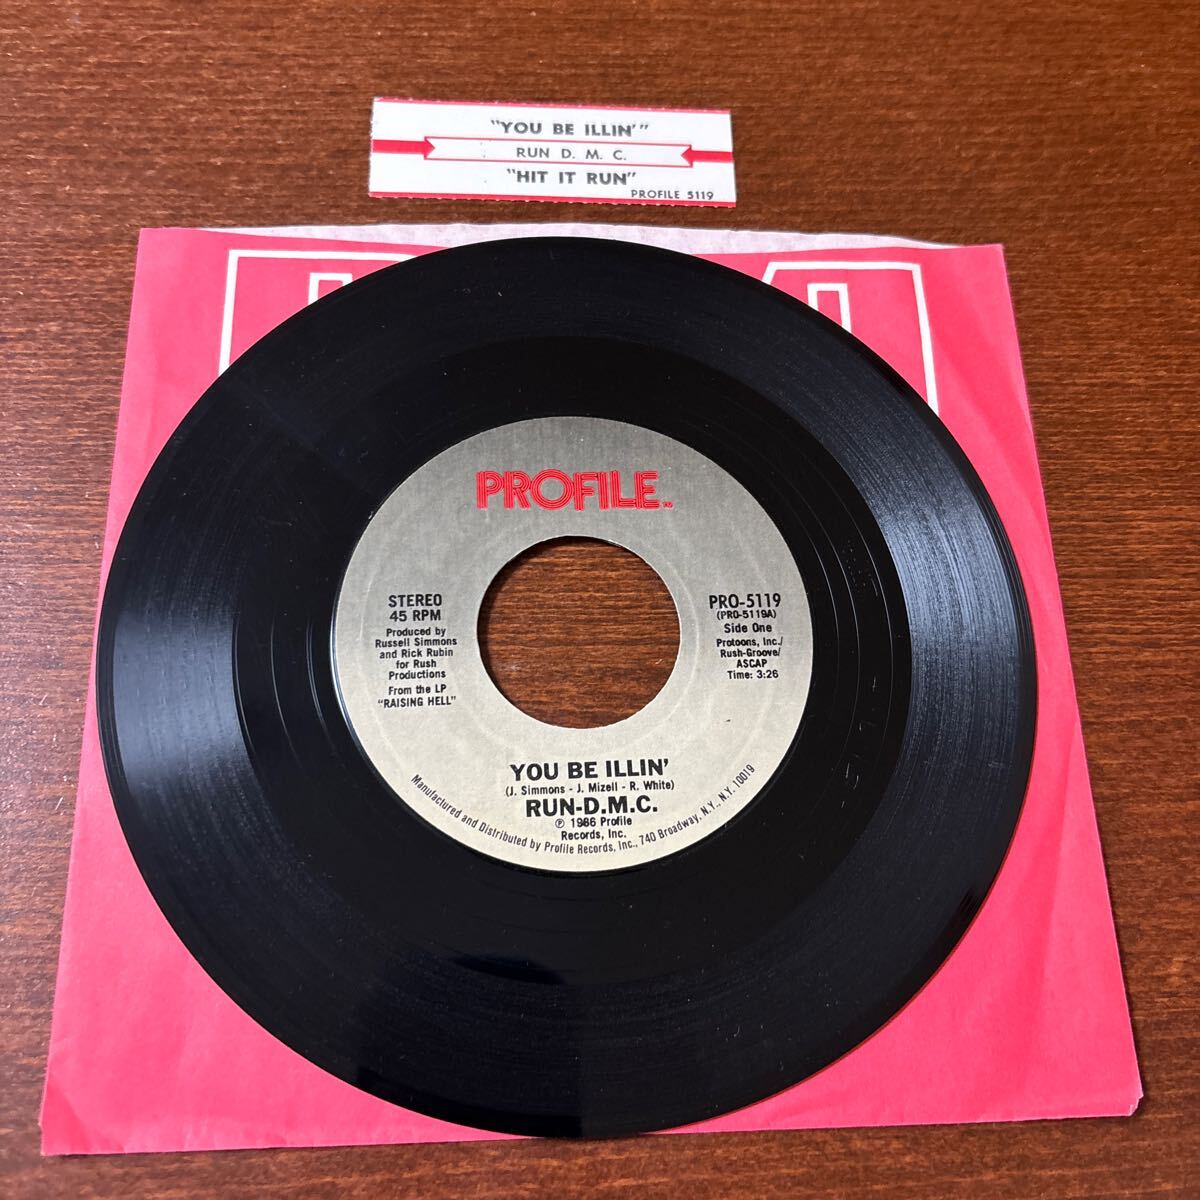 "YOU BE ILLIN'"
RUN D. M. C.
"HIT IT RUN"
PROFILE 5119
PROFILE™
STEREO
45 RPM
Produced by
Russell Simmons
and Rick Rubin
for Rush
Productions
From the LP
"RAISING HELL"
PRO-5119
(PRO-5119A)
Side One
Protoons, Inc./
Rush-Groove/
ASCAP
Time: 3:26
YOU BE ILLIN'
(J. Simmons - J. Mizell - R. White)
RUN-D.M.C.
℗ 1986 Profile
Records, Inc.
Manufactured and Distributed by Profile Records, Inc., 740 Broadway, N.Y., N.Y. 10019